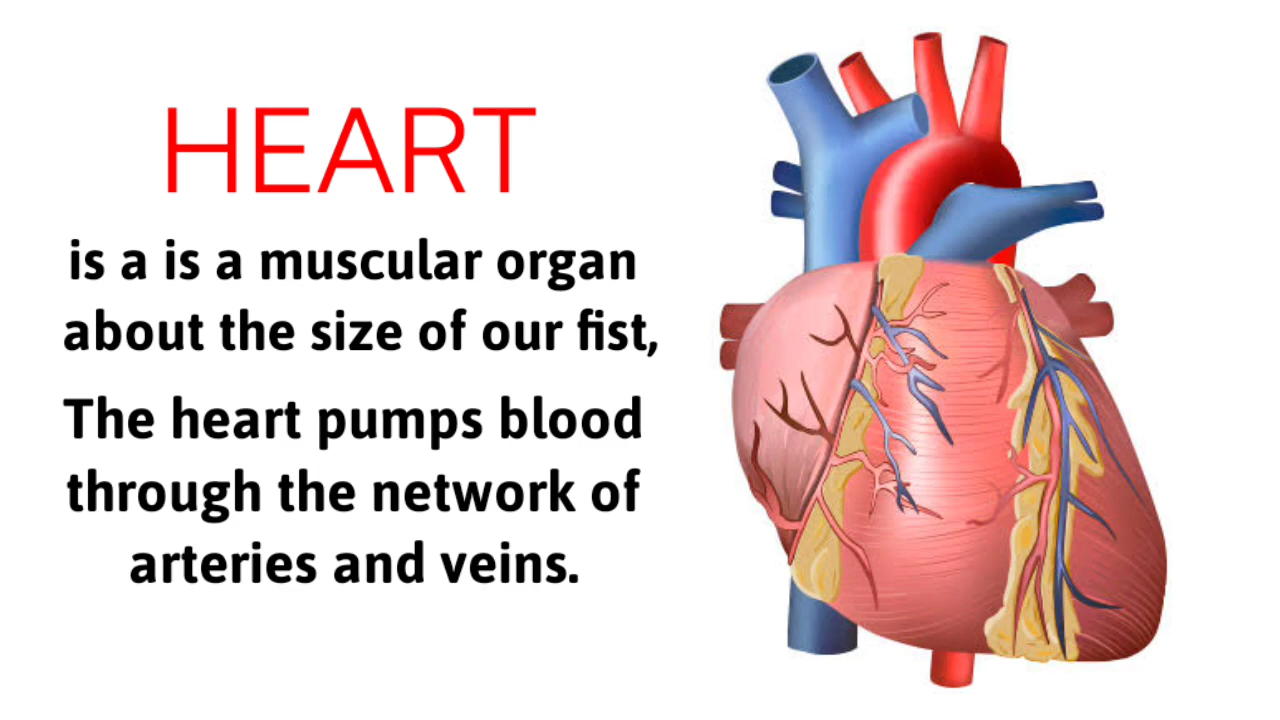 HEART
is a is a muscular organ
about the size of our fist,
The heart pumps blood
through the network of
arteries and veins.